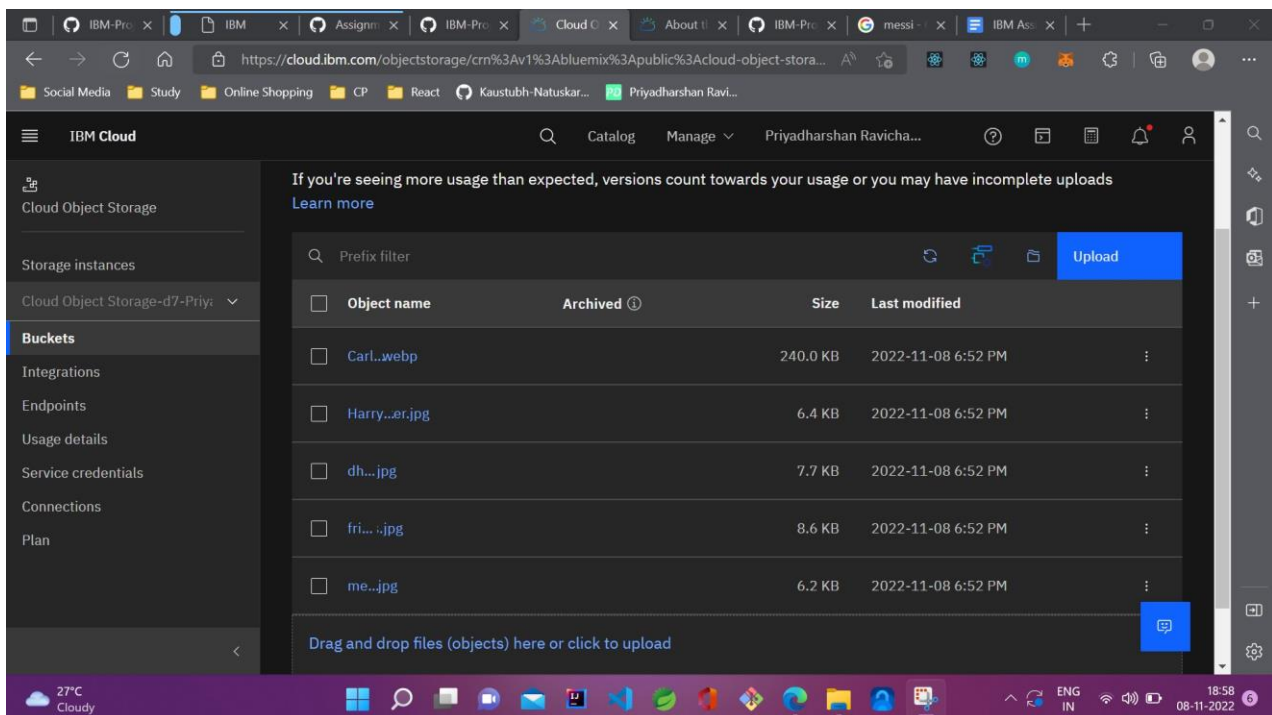 IBM-Pro
IBM
Assignm
IBM-Pro
Cloud O
About t
IBM-Pro
messi -
IBM Ass
https://cloud.ibm.com/objectstorage/crn%3Av1%3Abluemix%3Apublic%3Acloud-object-stora...
Social Media Study Online Shopping CP React Kaustubh-Natuskar... PD Priyadharshan Ravi...
IBM Cloud
Catalog Manage Priyadharshan Ravicha...
Cloud Object Storage
Storage instances
Cloud Object Storage-d7-Priya
Buckets
Integrations
Endpoints
Usage details
Service credentials
Connections
Plan
If you're seeing more usage than expected, versions count towards your usage or you may have incomplete uploads
Learn more
Prefix filter
Upload
Object name Archived Size Last modified
Carl...webp 240.0 KB 2022-11-08 6:52 PM
Harry...er.jpg 6.4 KB 2022-11-08 6:52 PM
dh...jpg 7.7 KB 2022-11-08 6:52 PM
fri... .jpg 8.6 KB 2022-11-08 6:52 PM
me...jpg 6.2 KB 2022-11-08 6:52 PM
Drag and drop files (objects) here or click to upload
27°C
Cloudy
ENG
IN
18:58
08-11-2022
6